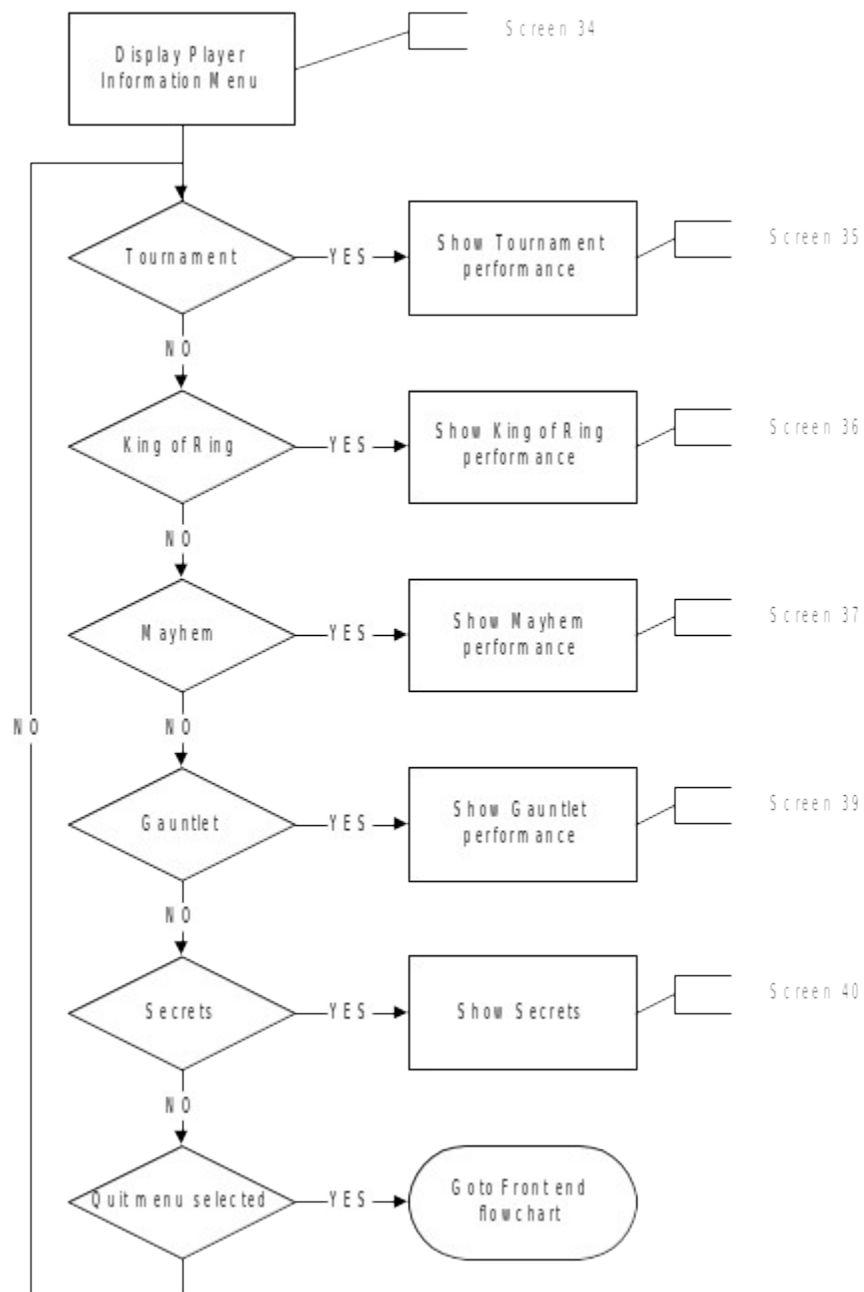 Display Player
Information Menu
Screen 34
Tournament
YES
Show Tournament
performance
Screen 35
NO
King of Ring
YES
Show King of Ring
performance
Screen 36
NO
Mayhem
YES
Show Mayhem
performance
Screen 37
NO
NO
Gauntlet
YES
Show Gauntlet
performance
Screen 39
NO
Secrets
YES
Show Secrets
Screen 40
NO
Quit menu selected
YES
Goto Front end
flowchart